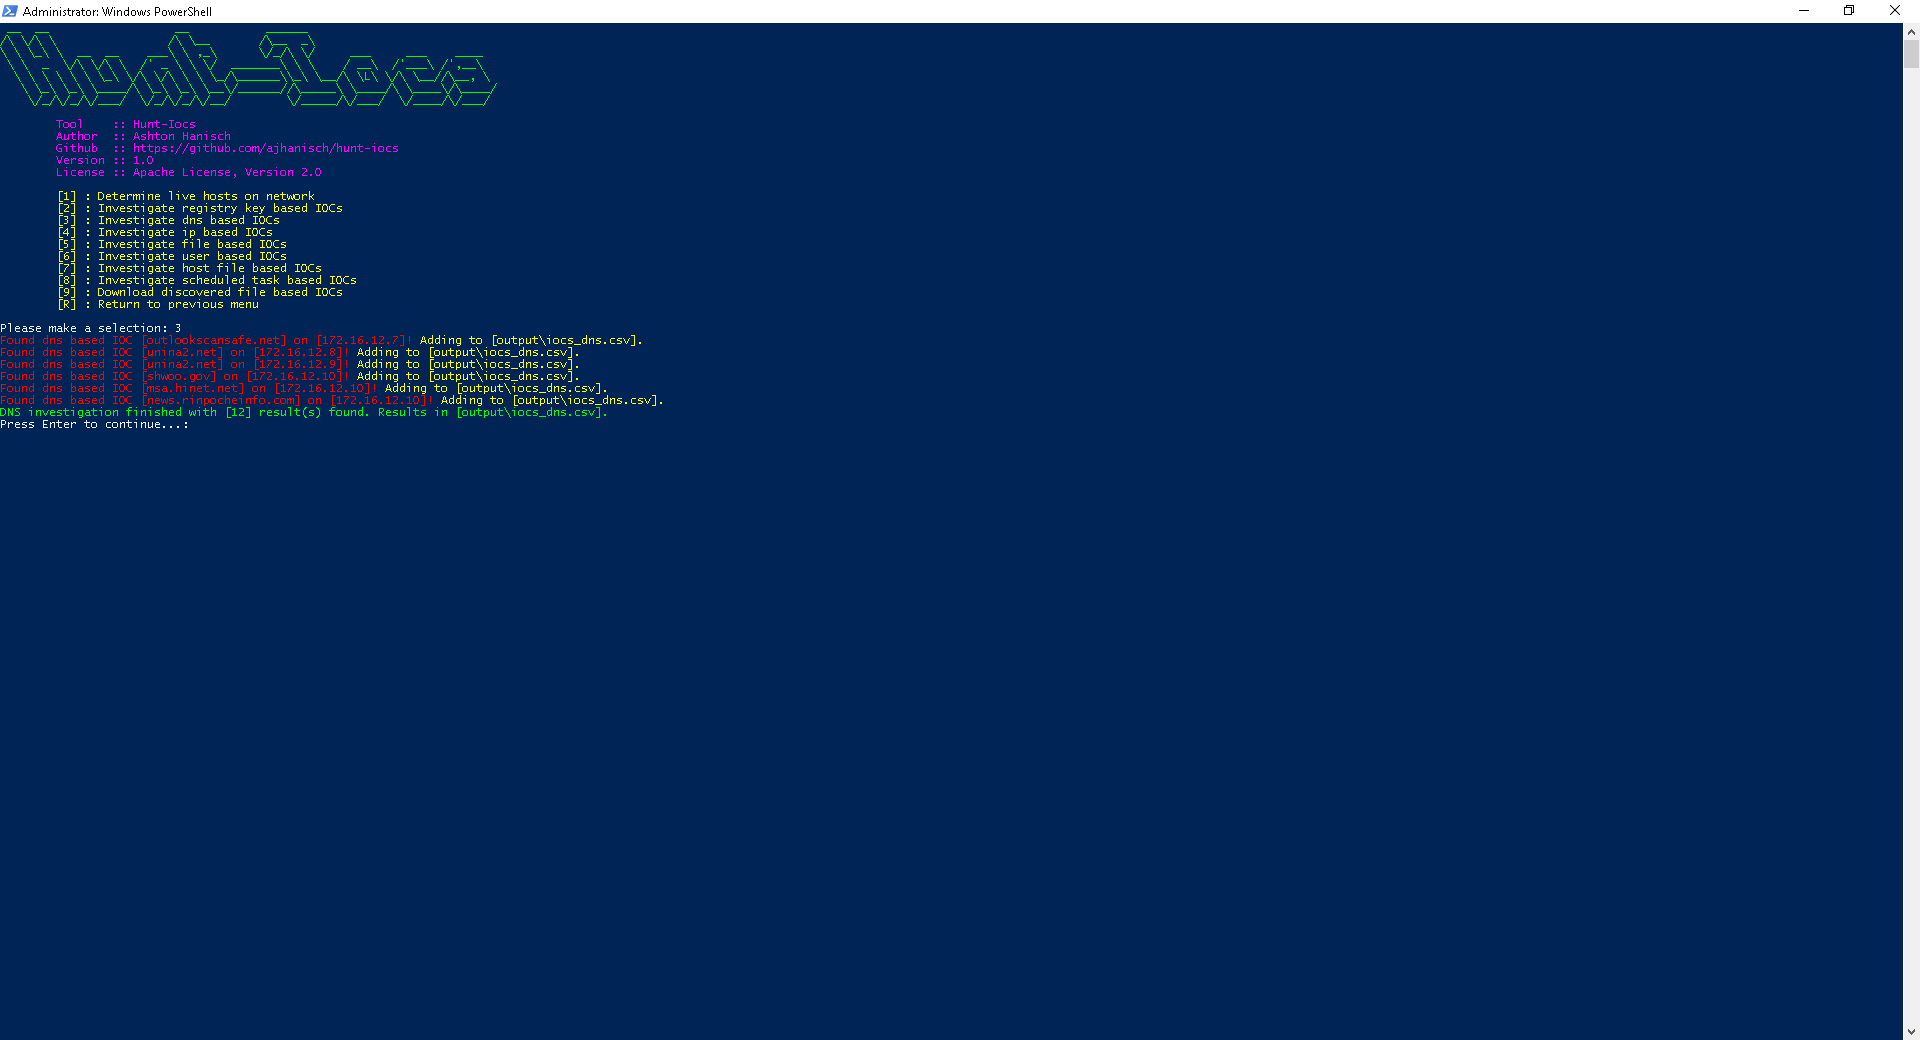 Administrator: Windows PowerShell
Tool :: Hunt-Iocs
Author :: Ashton Hanisch
Github :: https://github.com/ajhanisch/hunt-iocs
Version :: 1.0
License :: Apache License, Version 2.0
[1] : Determine live hosts on network
[2] : Investigate registry key based IOCs
[3] : Investigate dns based IOCs
[4] : Investigate ip based IOCs
[5] : Investigate file based IOCs
[6] : Investigate user based IOCs
[7] : Investigate host file based IOCs
[8] : Investigate scheduled task based IOCs
[9] : Download discovered file based IOCs
[R] : Return to previous menu
Please make a selection: 3
Found dns based IOC [outlookscansafe.net] on [172.16.12.7]! Adding to [output\iocs_dns.csv].
Found dns based IOC [unina2.net] on [172.16.12.8]! Adding to [output\iocs_dns.csv].
Found dns based IOC [unina2.net] on [172.16.12.9]! Adding to [output\iocs_dns.csv].
Found dns based IOC [shwoo.gov] on [172.16.12.10]! Adding to [output\iocs_dns.csv].
Found dns based IOC [msa.hinet.net] on [172.16.12.10]! Adding to [output\iocs_dns.csv].
Found dns based IOC [news.rinpocheinfo.com] on [172.16.12.10]! Adding to [output\iocs_dns.csv].
DNS investigation finished with [12] result(s) found. Results in [output\iocs_dns.csv].
Press Enter to continue...: